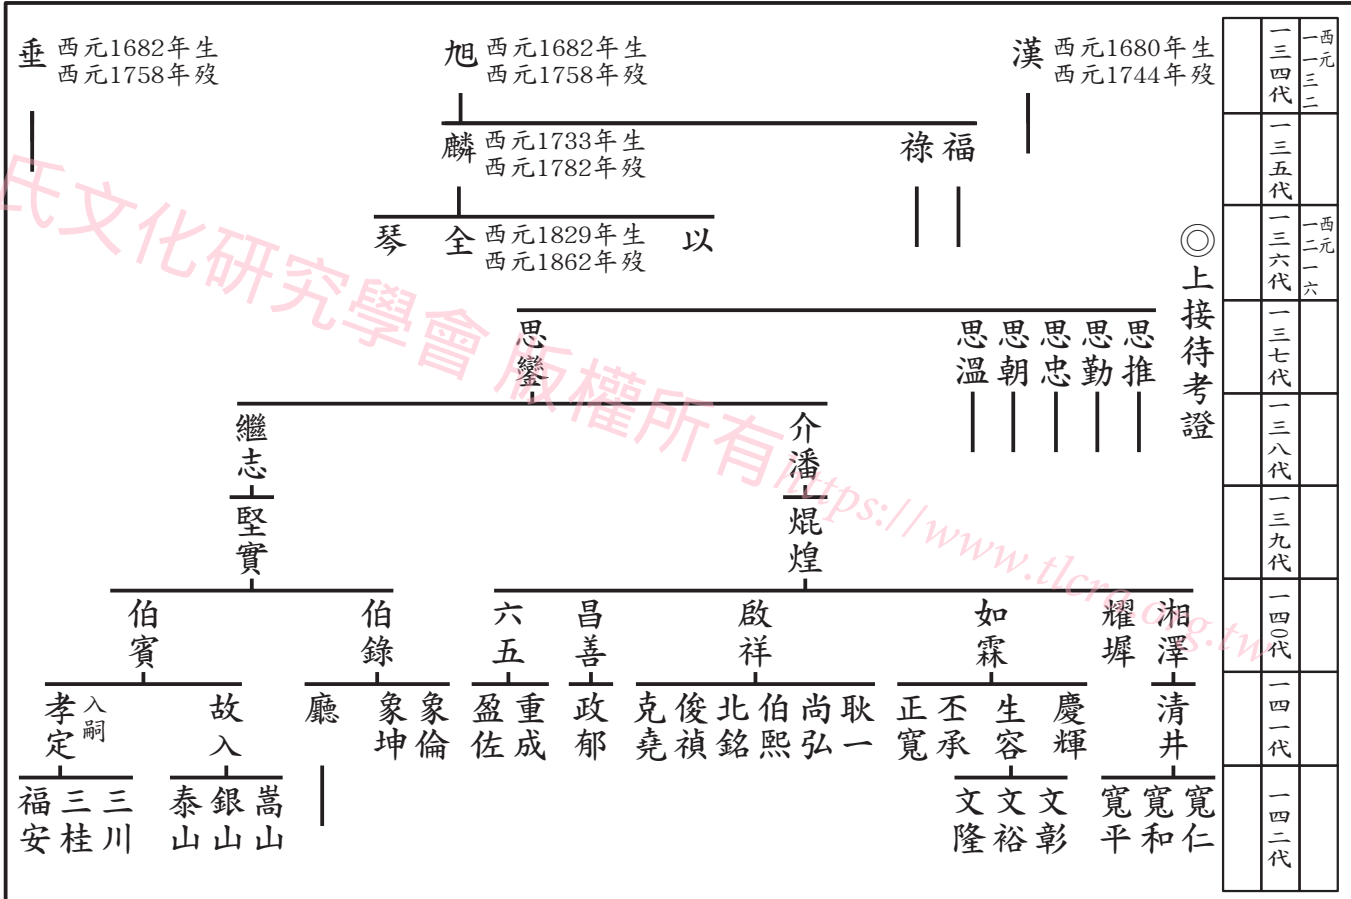 西元一一三二
西元一二一六
一三四代
一三五代
一三六代
一三七代
一三八代
一三九代
一四〇代
一四一代
一四二代
◎上接待考證
漢
西元1680年生
西元1744年歿
旭
西元1682年生
西元1758年歿
垂
西元1682年生
西元1758年歿
福
祿
麟
西元1733年生
西元1782年歿
以
全
西元1829年生
西元1862年歿
琴
思推
思勤
思忠
思朝
思溫
思鑾
介潘
繼志
焜煌
堅實
湘澤
耀墀
如霖
啟祥
昌善
六五
伯錄
伯賓
清井
慶輝
生容
丕承
正寬
耿一
尚弘
伯熙
北銘
俊禎
克堯
政郁
重成
盈佐
象倫
象坤
廳
故入
孝定
入嗣
寬仁
寬和
寬平
文彰
文裕
文隆
嵩山
銀山
泰山
三川
三桂
福安
氏文化研究學會 版權所有https://www.tlcra.org.tw